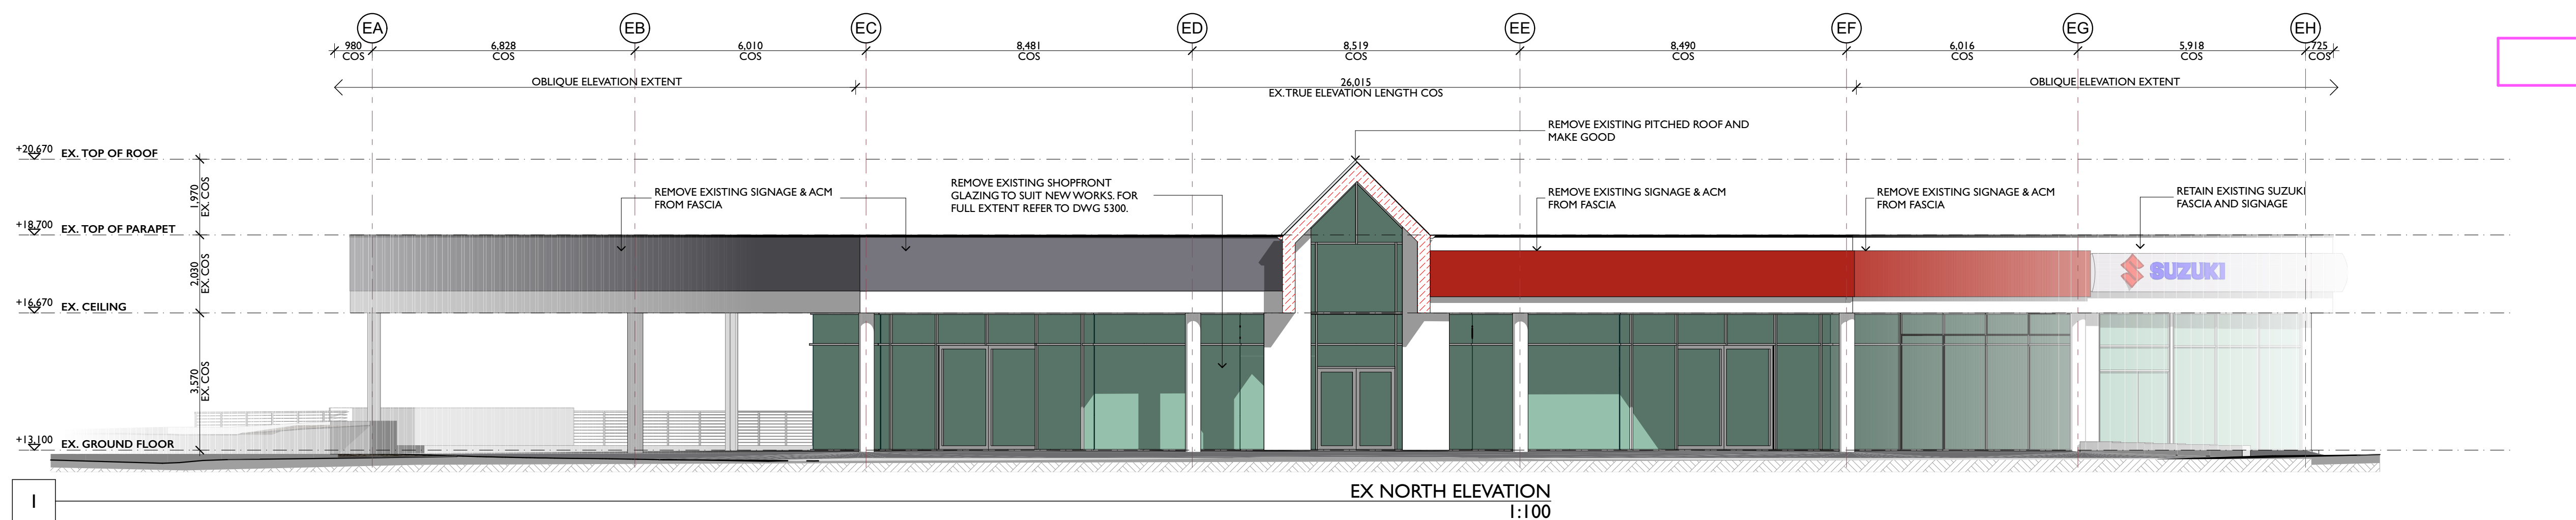 EA EB EC ED EE EF EG EH
980 6,828 6,010 8,481 8,519 8,490 6,016 5,918 725
COS COS COS COS COS COS COS COS COS
OBLIQUE ELEVATION EXTENT 26,015 OBLIQUE ELEVATION EXTENT
EX. TRUE ELEVATION LENGTH COS
REMOVE EXISTING PITCHED ROOF AND
MAKE GOOD
+20,670 EX. TOP OF ROOF
1,970
EX. COS
REMOVE EXISTING SIGNAGE & ACM
FROM FASCIA
REMOVE EXISTING SHOPFRONT
GLAZING TO SUIT NEW WORKS. FOR
FULL EXTENT REFER TO DWG 5300.
REMOVE EXISTING SIGNAGE & ACM
FROM FASCIA
REMOVE EXISTING SIGNAGE & ACM
FROM FASCIA
RETAIN EXISTING SUZUKI
FASCIA AND SIGNAGE
+18,700 EX. TOP OF PARAPET
2,030
EX. COS
SUZUKI
+16,670 EX. CEILING
3,570
EX. COS
+13,100 EX. GROUND FLOOR
1
EX NORTH ELEVATION
1:100